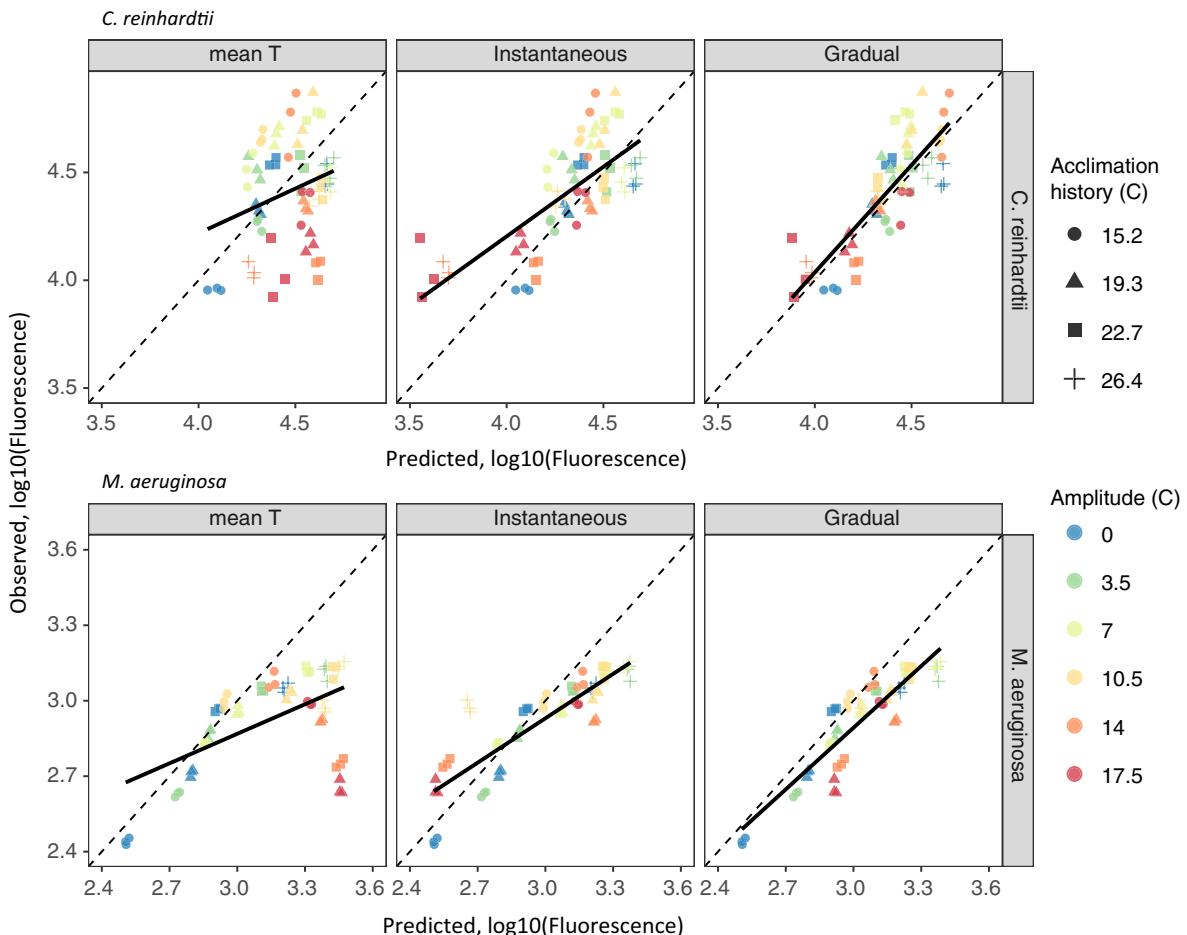 C. reinhardtii
mean T
Instantaneous
Gradual
4.5
4.0
3.5
C. reinhardtii
3.5 4.0 4.5
3.5 4.0 4.5
3.5 4.0 4.5
Predicted, log10(Fluorescence)
Observed, log10(Fluorescence)
M. aeruginosa
mean T
Instantaneous
Gradual
3.6
3.3
3.0
2.7
2.4
M. aeruginosa
2.4 2.7 3.0 3.3 3.6
2.4 2.7 3.0 3.3 3.6
2.4 2.7 3.0 3.3 3.6
Predicted, log10(Fluorescence)
Acclimation
history (C)
15.2
19.3
22.7
26.4
Amplitude (C)
0
3.5
7
10.5
14
17.5